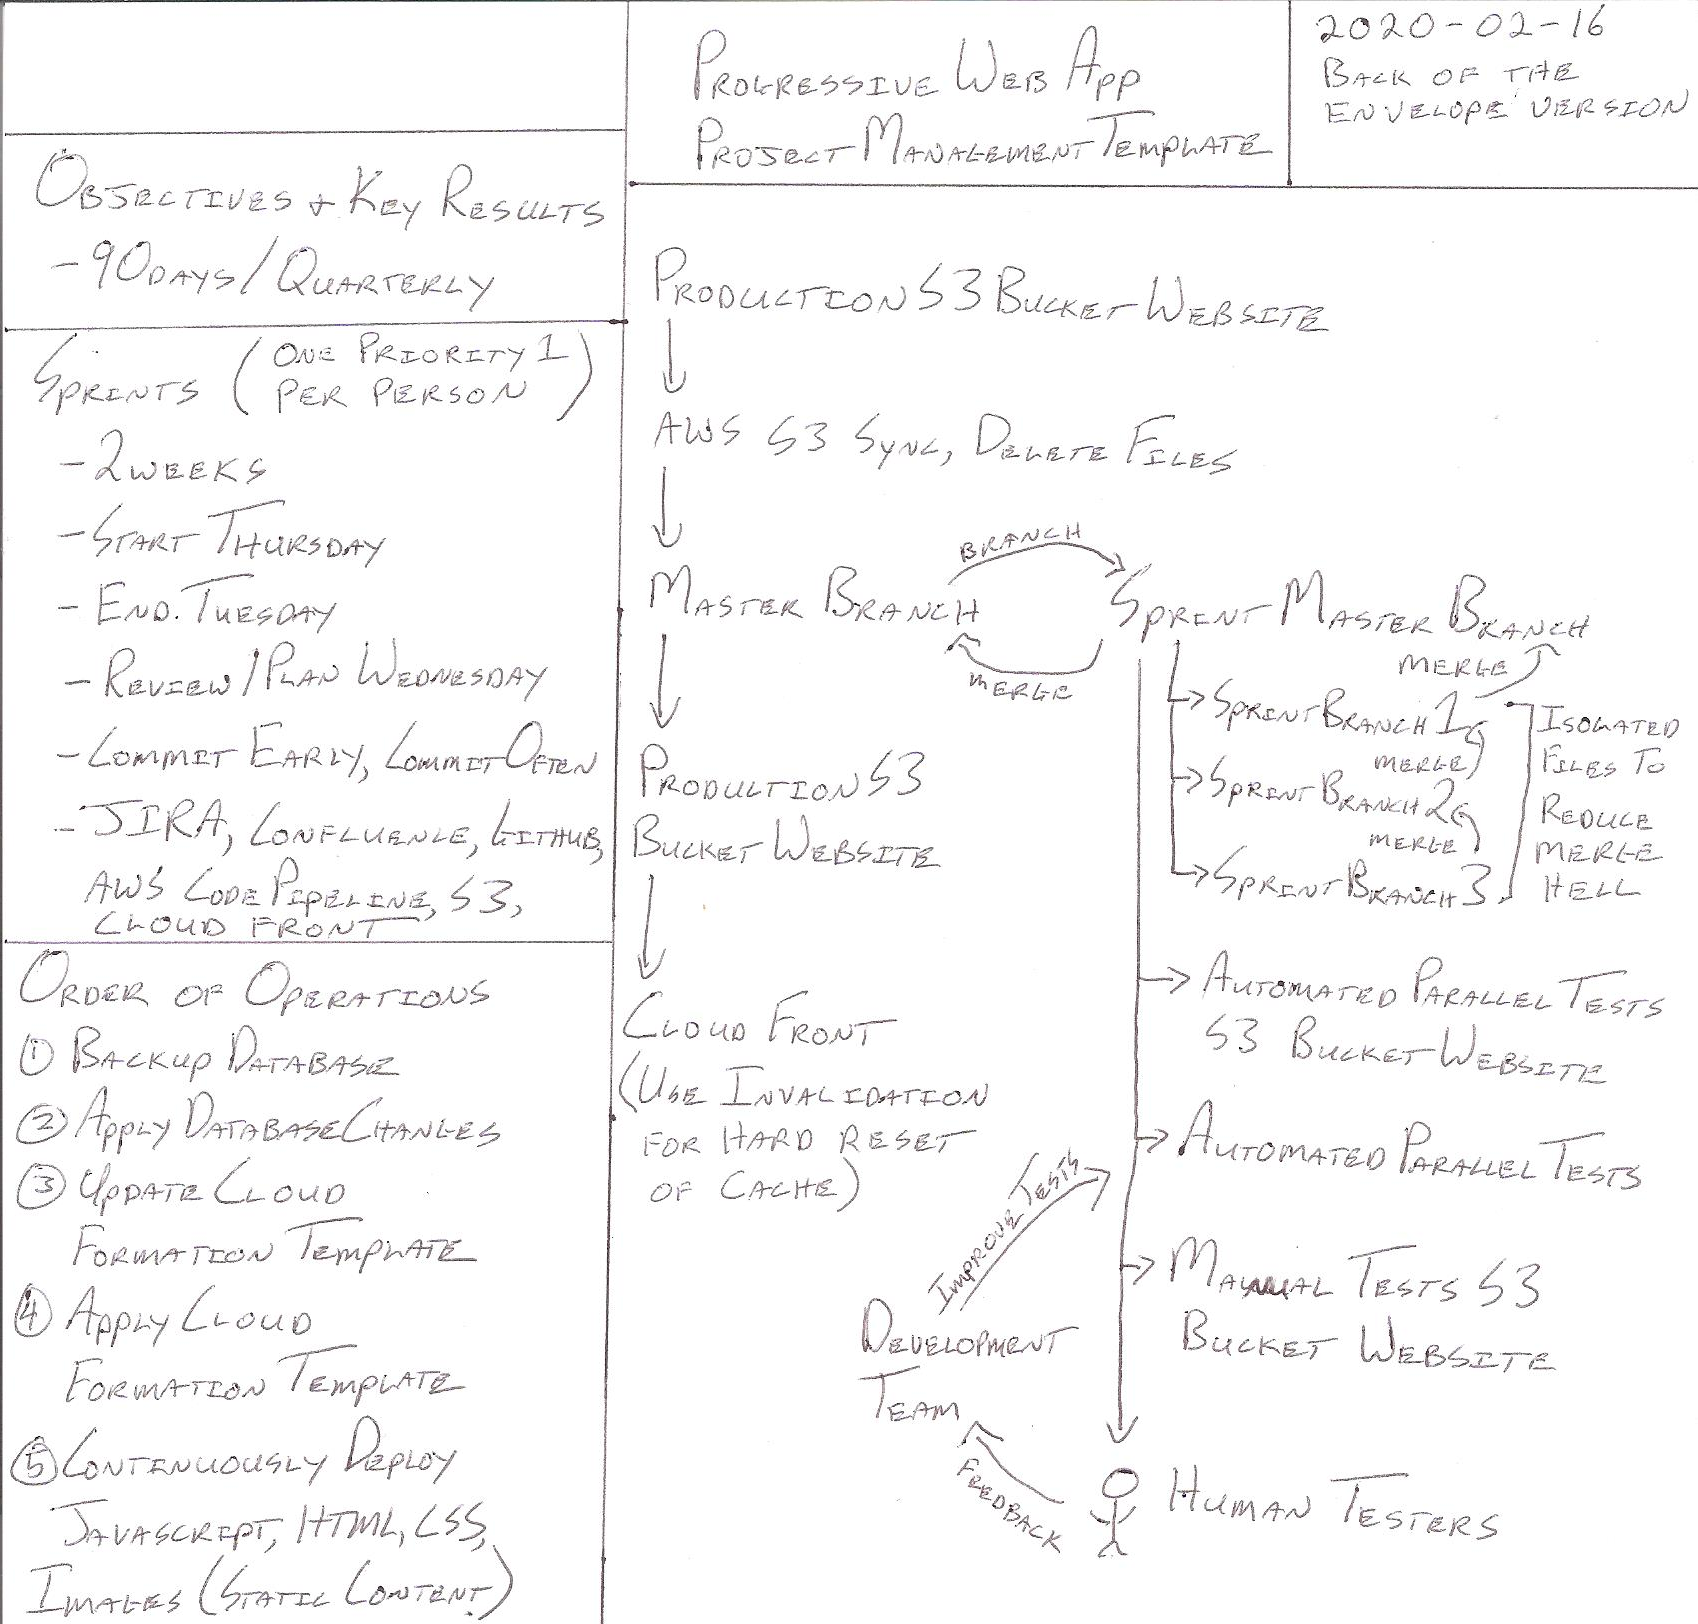 Progressive Web App
Project Management Template
2020-02-16
Back of the
Envelope Version
Objectives & Key Results
- 90 days / Quarterly
Sprints (One Priority 1
Per Person)
- 2 weeks
- Start Thursday
- End. Tuesday
- Review / Plan Wednesday
- Commit Early, Commit Often
- JIRA, Confluence, Github,
AWS Code Pipeline, S3,
Cloud Front
Order of Operations
① Backup Database
② Apply Database Changes
③ Update Cloud
Formation Template
④ Apply Cloud
Formation Template
⑤ Continuously Deploy
Javascript, HTML, CSS,
Images (Static Content)
Production S3 Bucket Website
AWS S3 Sync, Delete Files
Master Branch
Branch
Merge
Sprint Master Branch
Merge
Sprint Branch 1
Merge
Sprint Branch 2
Merge
Sprint Branch 3
Isolated
Files To
Reduce
Merge
Hell
Production S3
Bucket Website
Cloud Front
(Use Invalidation
for Hard Reset
of Cache)
Automated Parallel Tests
S3 Bucket Website
Automated Parallel Tests
Manual Tests S3
Bucket Website
Improve Tests
Development
Team
Feedback
Human Testers